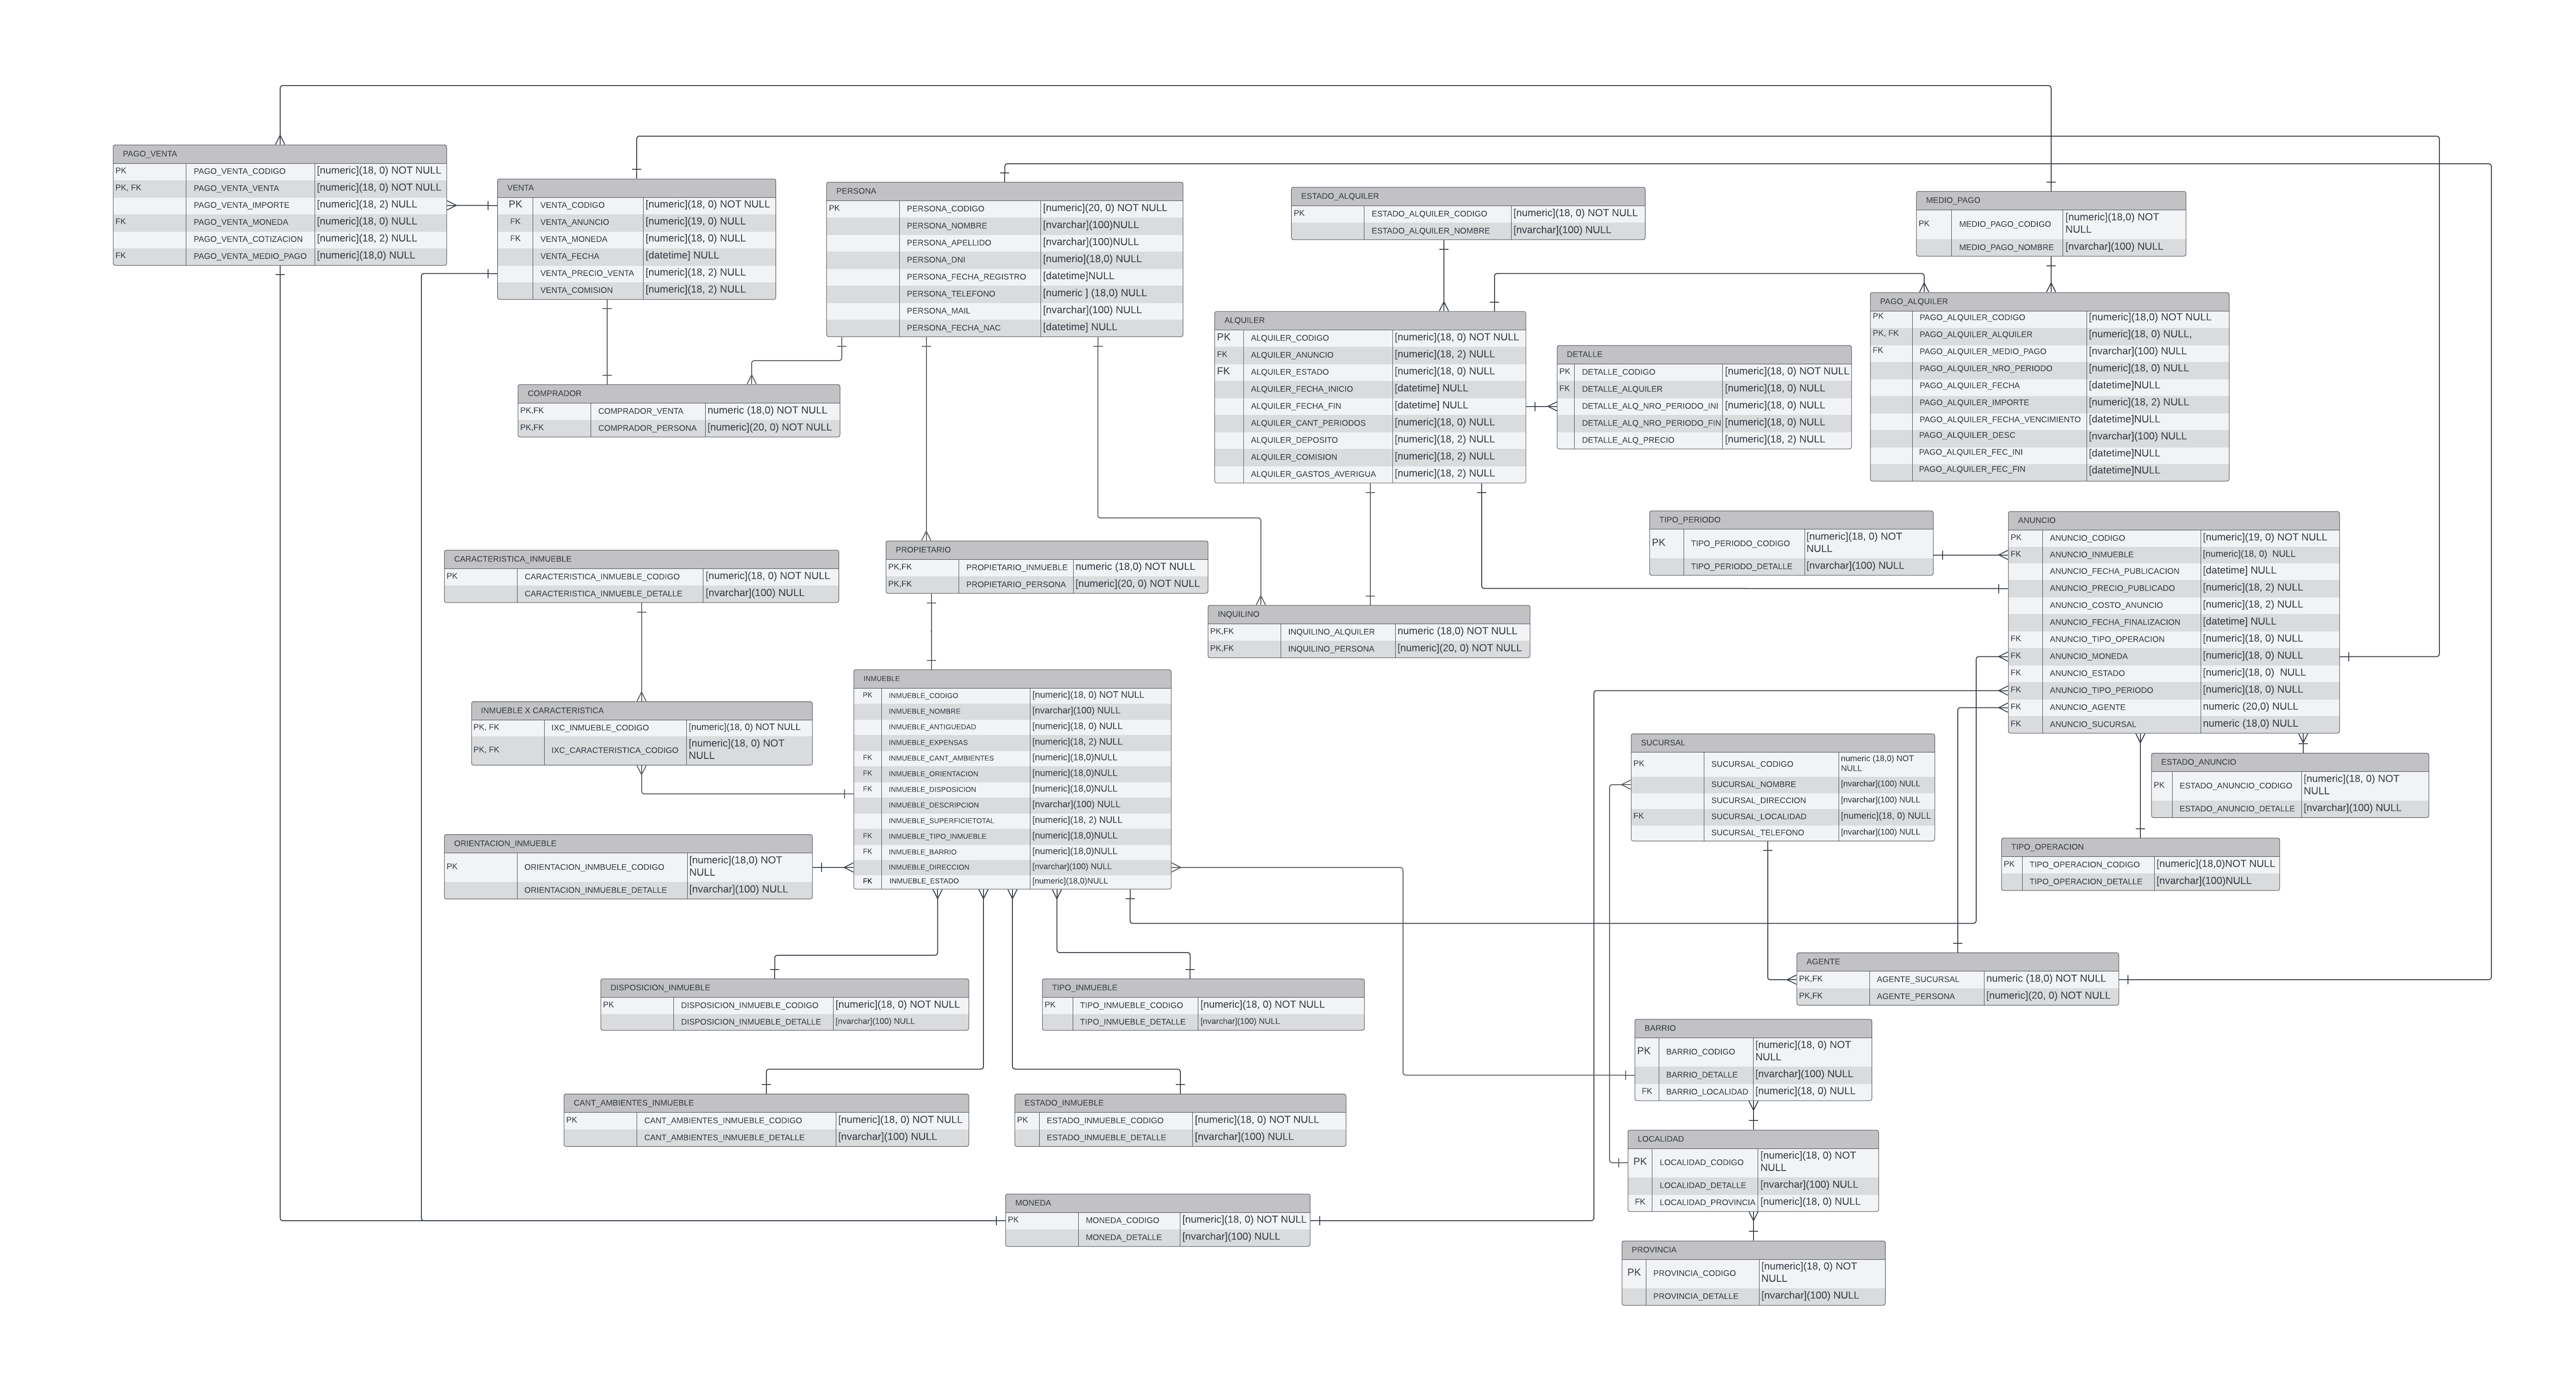 PAGO_VENTA
PK PAGO_VENTA_CODIGO [numeric](18, 0) NOT NULL
PK, FK PAGO_VENTA_VENTA [numeric](18, 0) NOT NULL
PAGO_VENTA_IMPORTE [numeric](18, 2) NULL
FK PAGO_VENTA_MONEDA [numeric](18, 0) NULL
PAGO_VENTA_COTIZACION [numeric](18, 2) NULL
FK PAGO_VENTA_MEDIO_PAGO [numeric](18,0) NULL
VENTA
PK VENTA_CODIGO [numeric](18, 0) NOT NULL
FK VENTA_ANUNCIO [numeric](19, 0) NULL
FK VENTA_MONEDA [numeric](18, 0) NULL
VENTA_FECHA [datetime] NULL
VENTA_PRECIO_VENTA [numeric](18, 2) NULL
VENTA_COMISION [numeric](18, 2) NULL
PERSONA
PK PERSONA_CODIGO [numeric](20, 0) NOT NULL
PERSONA_NOMBRE [nvarchar](100)NULL
PERSONA_APELLIDO [nvarchar](100)NULL
PERSONA_DNI [numerio](18,0) NULL
PERSONA_FECHA_REGISTRO [datetime]NULL
PERSONA_TELEFONO [numeric ] (18,0) NULL
PERSONA_MAIL [nvarchar](100) NULL
PERSONA_FECHA_NAC [datetime] NULL
ESTADO_ALQUILER
PK ESTADO_ALQUILER_CODIGO [numeric](18, 0) NOT NULL
ESTADO_ALQUILER_NOMBRE [nvarchar](100) NULL
MEDIO_PAGO
PK MEDIO_PAGO_CODIGO [numeric](18,0) NOT
NULL
MEDIO_PAGO_NOMBRE [nvarchar](100) NULL
PAGO_ALQUILER
PK PAGO_ALQUILER_CODIGO [numeric](18,0) NOT NULL
PK, FK PAGO_ALQUILER_ALQUILER [numeric](18, 0) NULL,
FK PAGO_ALQUILER_MEDIO_PAGO [nvarchar](100) NULL
PAGO_ALQUILER_NRO_PERIODO [numeric](18, 0) NULL
PAGO_ALQUILER_FECHA [datetime]NULL
PAGO_ALQUILER_IMPORTE [numeric](18, 2) NULL
PAGO_ALQUILER_FECHA_VENCIMIENTO [datetime]NULL
PAGO_ALQUILER_DESC [nvarchar](100) NULL
PAGO_ALQUILER_FEC_INI [datetime]NULL
PAGO_ALQUILER_FEC_FIN [datetime]NULL
ALQUILER
PK ALQUILER_CODIGO [numeric](18, 0) NOT NULL
FK ALQUILER_ANUNCIO [numeric](18, 2) NULL
FK ALQUILER_ESTADO [numeric](18, 0) NULL
ALQUILER_FECHA_INICIO [datetime] NULL
ALQUILER_FECHA_FIN [datetime] NULL
ALQUILER_CANT_PERIODOS [numeric](18, 0) NULL
ALQUILER_DEPOSITO [numeric](18, 2) NULL
ALQUILER_COMISION [numeric](18, 2) NULL
ALQUILER_GASTOS_AVERIGUA [numeric](18, 2) NULL
DETALLE
PK DETALLE_CODIGO [numeric](18, 0) NOT NULL
FK DETALLE_ALQUILER [numeric](18, 0) NULL
DETALLE_ALQ_NRO_PERIODO_INI [numeric](18, 0) NULL
DETALLE_ALQ_NRO_PERIODO_FIN [numeric](18, 0) NULL
DETALLE_ALQ_PRECIO [numeric](18, 2) NULL
COMPRADOR
PK,FK COMPRADOR_VENTA numeric (18,0) NOT NULL
PK,FK COMPRADOR_PERSONA [numeric](20, 0) NOT NULL
TIPO_PERIODO
PK TIPO_PERIODO_CODIGO [numeric](18, 0) NOT
NULL
TIPO_PERIODO_DETALLE [nvarchar](100) NULL
ANUNCIO
PK ANUNCIO_CODIGO [numeric](19, 0) NOT NULL
FK ANUNCIO_INMUEBLE [numeric](18, 0) NULL
ANUNCIO_FECHA_PUBLICACION [datetime] NULL
ANUNCIO_PRECIO_PUBLICADO [numeric](18, 2) NULL
ANUNCIO_COSTO_ANUNCIO [numeric](18, 2) NULL
ANUNCIO_FECHA_FINALIZACION [datetime] NULL
FK ANUNCIO_TIPO_OPERACION [numeric](18, 0) NULL
FK ANUNCIO_MONEDA [numeric](18, 0) NULL
FK ANUNCIO_ESTADO [numeric](18, 0) NULL
FK ANUNCIO_TIPO_PERIODO [numeric](18, 0) NULL
FK ANUNCIO_AGENTE numeric (20,0) NULL
FK ANUNCIO_SUCURSAL numeric (18,0) NULL
CARACTERISTICA_INMUEBLE
PK CARACTERISTICA_INMUEBLE_CODIGO [numeric](18, 0) NOT NULL
CARACTERISTICA_INMUEBLE_DETALLE [nvarchar](100) NULL
PROPIETARIO
PK,FK PROPIETARIO_INMUEBLE numeric (18,0) NOT NULL
PK,FK PROPIETARIO_PERSONA [numeric](20, 0) NOT NULL
INQUILINO
PK,FK INQUILINO_ALQUILER numeric (18,0) NOT NULL
PK,FK INQUILINO_PERSONA [numeric](20, 0) NOT NULL
INMUEBLE
PK INMUEBLE_CODIGO [numeric](18, 0) NOT NULL
INMUEBLE_NOMBRE [nvarchar](100) NULL
INMUEBLE_ANTIGUEDAD [numeric](18, 0) NULL
INMUEBLE_EXPENSAS [numeric](18, 2) NULL
FK INMUEBLE_CANT_AMBIENTES [numeric](18,0)NULL
FK INMUEBLE_ORIENTACION [numeric](18,0)NULL
FK INMUEBLE_DISPOSICION [numeric](18,0)NULL
INMUEBLE_DESCRIPCION [nvarchar](100) NULL
INMUEBLE_SUPERFICIETOTAL [numeric](18, 2) NULL
FK INMUEBLE_TIPO_INMUEBLE [numeric](18,0)NULL
FK INMUEBLE_BARRIO [numeric](18,0)NULL
INMUEBLE_DIRECCION [nvarchar](100) NULL
FK INMUEBLE_ESTADO [numeric](18,0)NULL
INMUEBLE X CARACTERISTICA
PK, FK IXC_INMUEBLE_CODIGO [numeric](18, 0) NOT NULL
PK, FK IXC_CARACTERISTICA_CODIGO [numeric](18, 0) NOT
NULL
SUCURSAL
PK SUCURSAL_CODIGO numeric (18,0) NOT
NULL
SUCURSAL_NOMBRE [nvarchar](100) NULL
SUCURSAL_DIRECCION [nvarchar](100) NULL
FK SUCURSAL_LOCALIDAD [numeric](18, 0) NULL
SUCURSAL_TELEFONO [nvarchar](100) NULL
ESTADO_ANUNCIO
PK ESTADO_ANUNCIO_CODIGO [numeric](18, 0) NOT
NULL
ESTADO_ANUNCIO_DETALLE [nvarchar](100) NULL
ORIENTACION_INMUEBLE
PK ORIENTACION_INMBUELE_CODIGO [numeric](18,0) NOT
NULL
ORIENTACION_INMUEBLE_DETALLE [nvarchar](100) NULL
TIPO_OPERACION
PK TIPO_OPERACION_CODIGO [numeric](18,0)NOT NULL
TIPO_OPERACION_DETALLE [nvarchar](100)NULL
AGENTE
PK,FK AGENTE_SUCURSAL numeric (18,0) NOT NULL
PK,FK AGENTE_PERSONA [numeric](20, 0) NOT NULL
DISPOSICION_INMUEBLE
PK DISPOSICION_INMUEBLE_CODIGO [numeric](18, 0) NOT NULL
DISPOSICION_INMUEBLE_DETALLE [nvarchar](100) NULL
TIPO_INMUEBLE
PK TIPO_INMUEBLE_CODIGO [numeric](18, 0) NOT NULL
TIPO_INMUEBLE_DETALLE [nvarchar](100) NULL
BARRIO
PK BARRIO_CODIGO [numeric](18, 0) NOT
NULL
BARRIO_DETALLE [nvarchar](100) NULL
FK BARRIO_LOCALIDAD [numeric](18, 0) NULL
CANT_AMBIENTES_INMUEBLE
PK CANT_AMBIENTES_INMUEBLE_CODIGO [numeric](18, 0) NOT NULL
CANT_AMBIENTES_INMUEBLE_DETALLE [nvarchar](100) NULL
ESTADO_INMUEBLE
PK ESTADO_INMUEBLE_CODIGO [numeric](18, 0) NOT NULL
ESTADO_INMUEBLE_DETALLE [nvarchar](100) NULL
LOCALIDAD
PK LOCALIDAD_CODIGO [numeric](18, 0) NOT
NULL
LOCALIDAD_DETALLE [nvarchar](100) NULL
FK LOCALIDAD_PROVINCIA [numeric](18, 0) NULL
MONEDA
PK MONEDA_CODIGO [numeric](18, 0) NOT NULL
MONEDA_DETALLE [nvarchar](100) NULL
PROVINCIA
PK PROVINCIA_CODIGO [numeric](18, 0) NOT
NULL
PROVINCIA_DETALLE [nvarchar](100) NULL